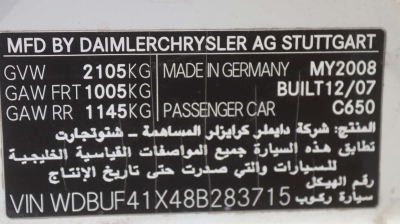 MFD BY DAIMLERCHRYSLER AG STUTTGART
GVW 2105KG MADE IN GERMANY MY2008
GAW FRT 1005KG BUILT12/07
GAW RR 1145KG PASSENGER CAR C650
المنتج: شركة دايملر كرايزلر المساهمة - شتوتجارت
تطابق هذه السيارة جميع المواصفات القياسية الخليجية
للسيارات والتي صدرت حتى تاريخ الإنتاج
رقم الهيكل
VIN WDBUF41X48B283715 سيارة ركوب